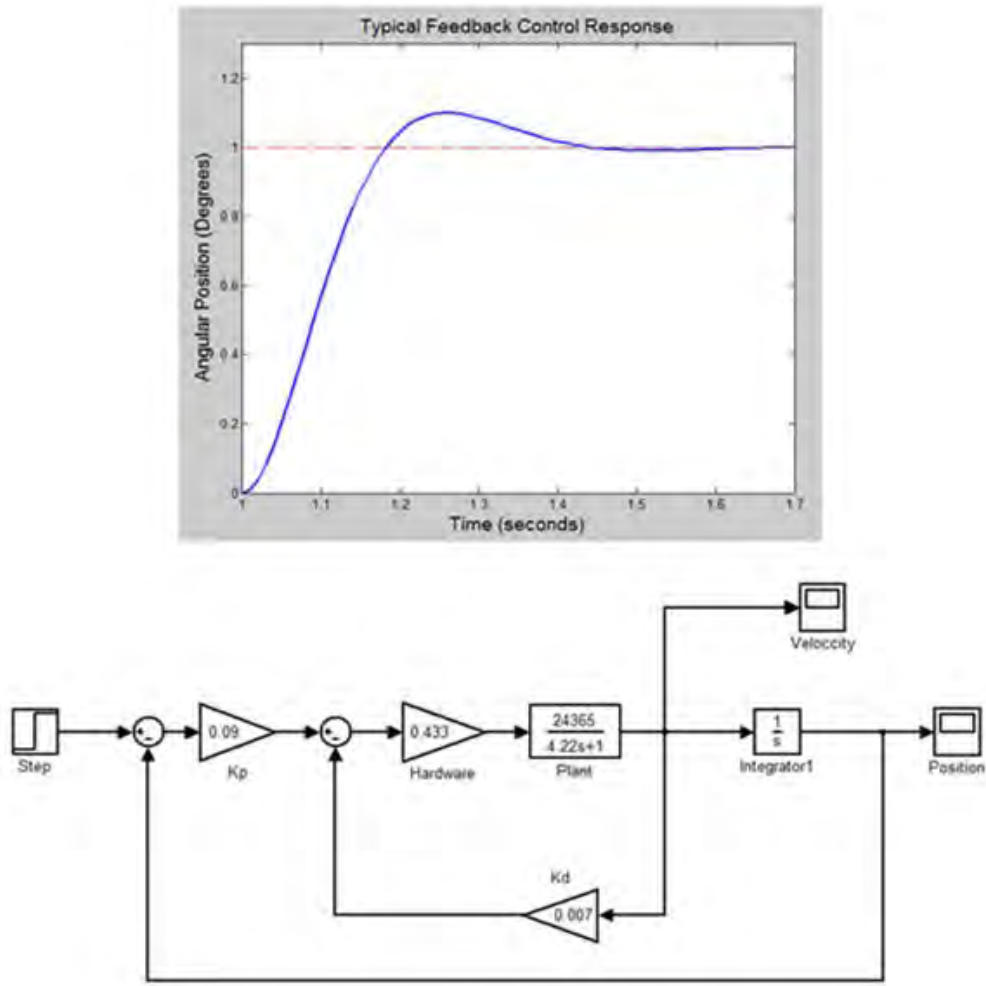 Typical Feedback Control Response
Angular Position (Degrees)
1.2
1
0.8
0.6
0.4
0.2
0
1 1.1 1.2 1.3 1.4 1.5 1.6 1.7
Time (seconds)
Veloccity
Step
0.09
Kp
0.433
Hardware
24365
4.22s+1
Plant
1
s
Integrator1
Position
Kd
0.007